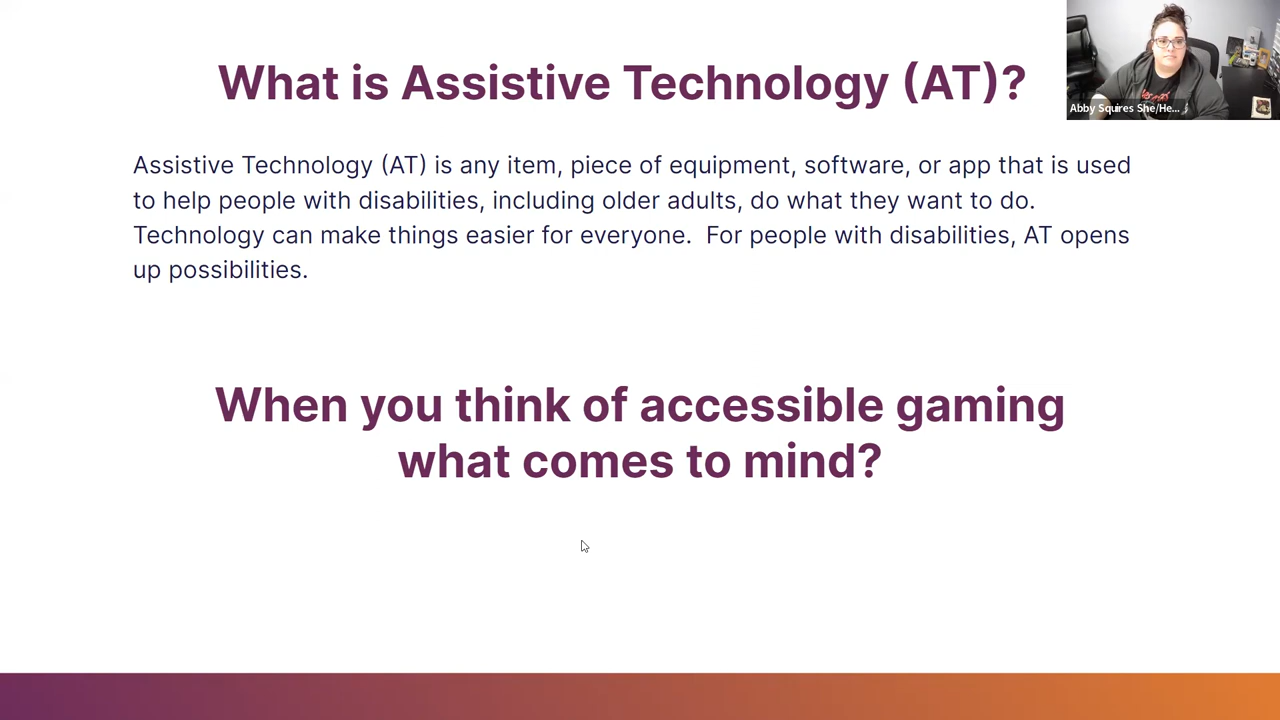 What is Assistive Technology (AT)?
Abby Squires She/He...
Assistive Technology (AT) is any item, piece of equipment, software, or app that is used
to help people with disabilities, including older adults, do what they want to do.
Technology can make things easier for everyone.  For people with disabilities, AT opens
up possibilities.
When you think of accessible gaming
what comes to mind?